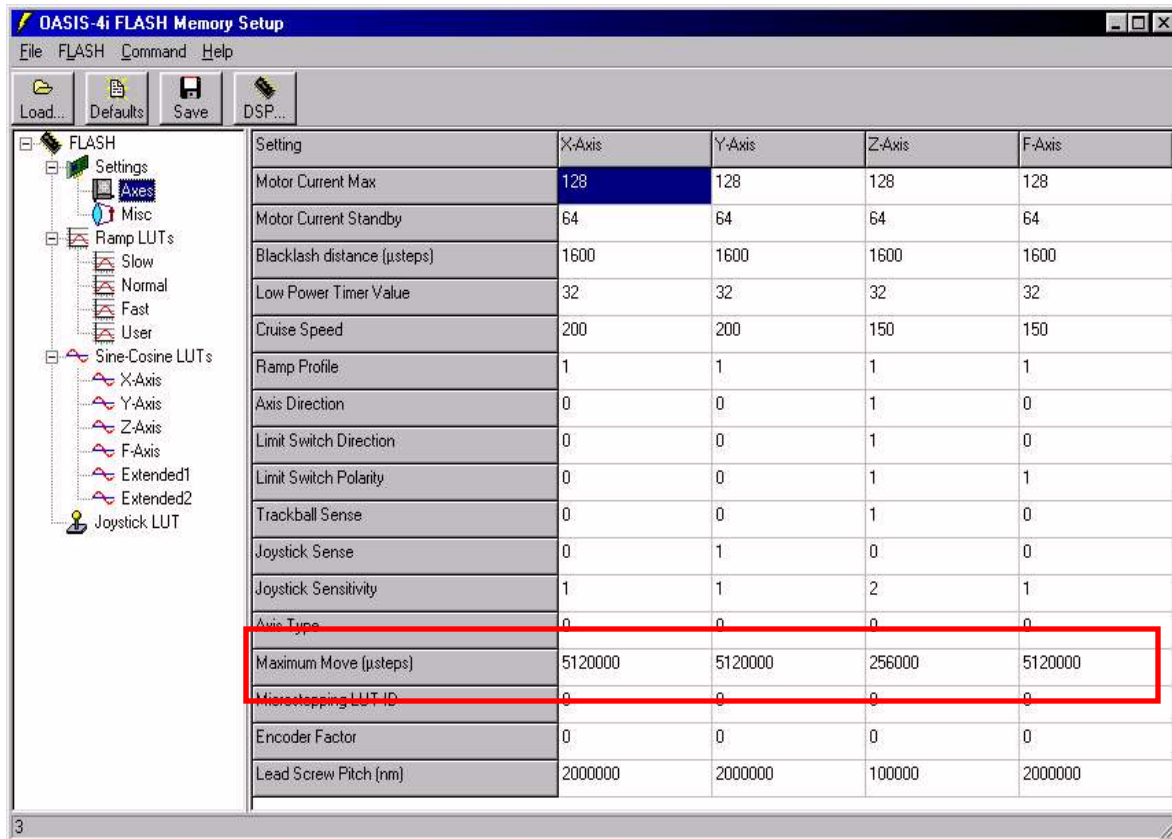 OASIS-4i FLASH Memory Setup
File FLASH Command Help
Load... Defaults Save DSP...
FLASH
Settings
Axes
Misc
Ramp LUTs
Slow
Normal
Fast
User
Sine-Cosine LUTs
X-Axis
Y-Axis
Z-Axis
F-Axis
Extended1
Extended2
Joystick LUT
Setting X-Axis Y-Axis Z-Axis F-Axis
Motor Current Max 128 128 128 128
Motor Current Standby 64 64 64 64
Blacklash distance (µsteps) 1600 1600 1600 1600
Low Power Timer Value 32 32 32 32
Cruise Speed 200 200 150 150
Ramp Profile 1 1 1 1
Axis Direction 0 0 1 0
Limit Switch Direction 0 0 1 0
Limit Switch Polarity 0 0 1 1
Trackball Sense 0 0 1 0
Joystick Sense 0 1 0 0
Joystick Sensitivity 1 1 2 1
Axis Type 0 0 0 0
Maximum Move (µsteps) 5120000 5120000 256000 5120000
Microstepping LUT ID 0 0 0 0
Encoder Factor 0 0 0 0
Lead Screw Pitch (nm) 2000000 2000000 100000 2000000
3